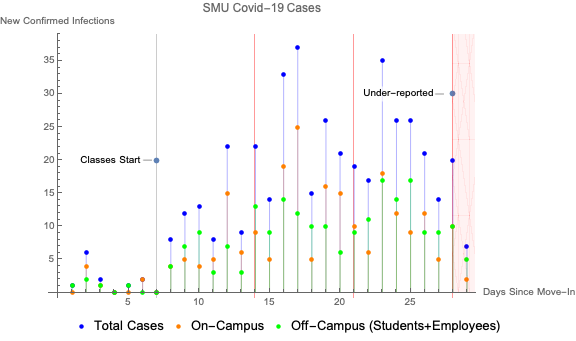 SMU Covid-19 Cases
New Confirmed Infections
35
30
25
20
15
10
5
Under-reported
Classes Start
5 10 15 20 25
Days Since Move-In
Total Cases On-Campus Off-Campus (Students+Employees)